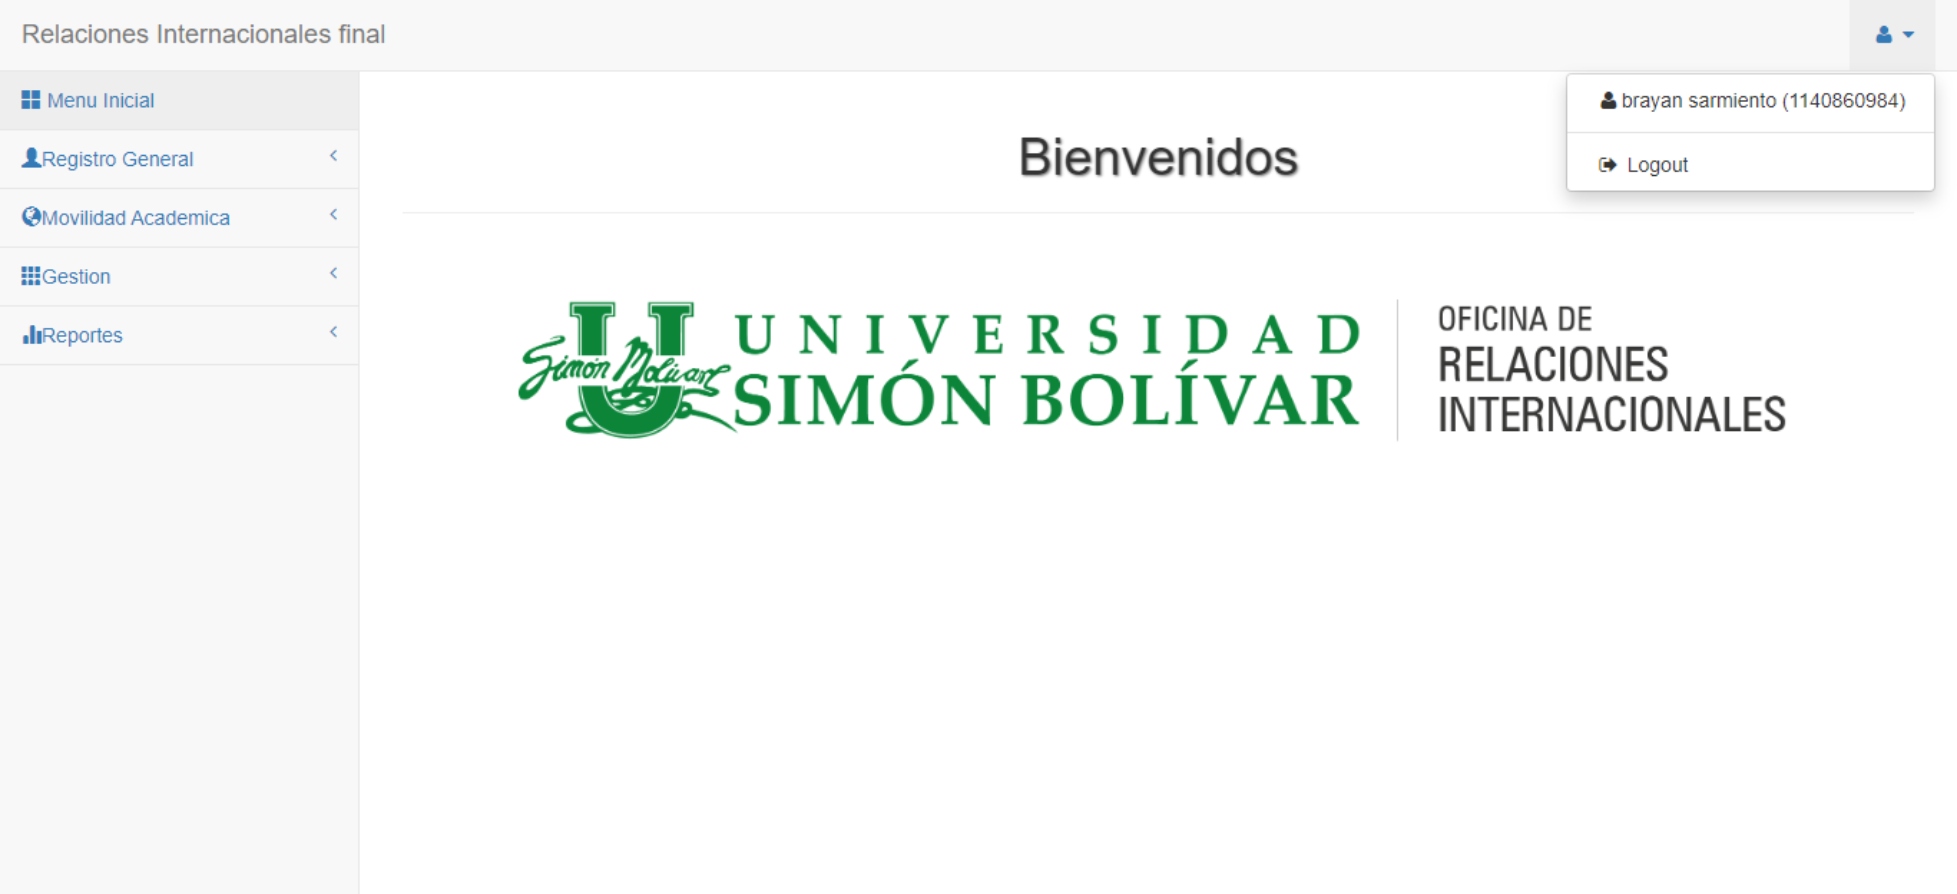 Relaciones Internacionales final
Menu Inicial
Registro General
Movilidad Academica
Gestion
Reportes
brayan sarmiento (1140860984)
Logout
Bienvenidos
Simón Bolívar
UNIVERSIDAD
SIMÓN BOLÍVAR
OFICINA DE
RELACIONES
INTERNACIONALES